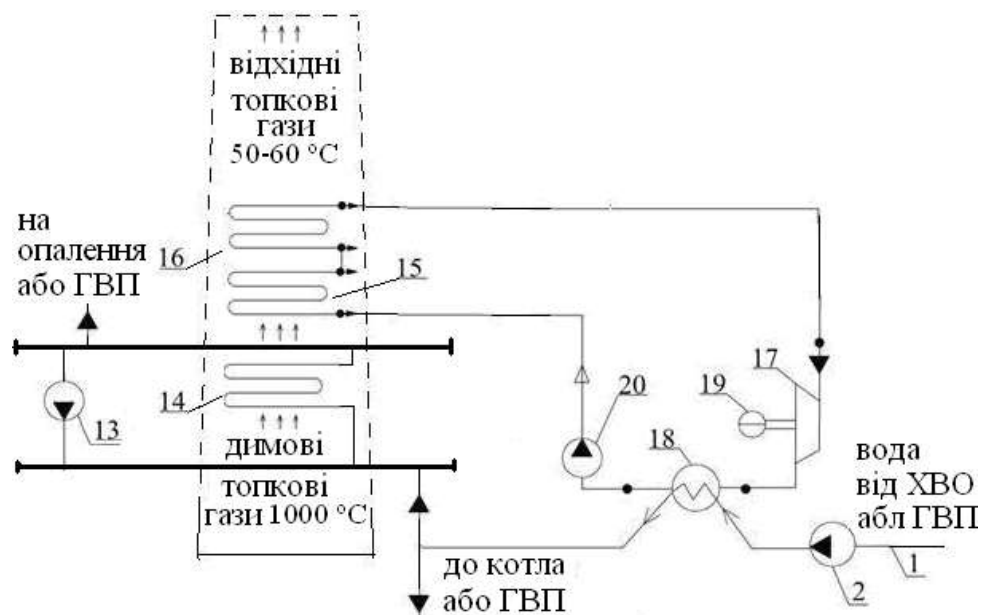 відхідні
топкові
гази
50-60 °C
на
опалення
або ГВП
16
15
14
13
димові
топкові
гази 1000 °C
20
19
17
18
вода
від ХВО
абл ГВП
до котла
або ГВП
1
2